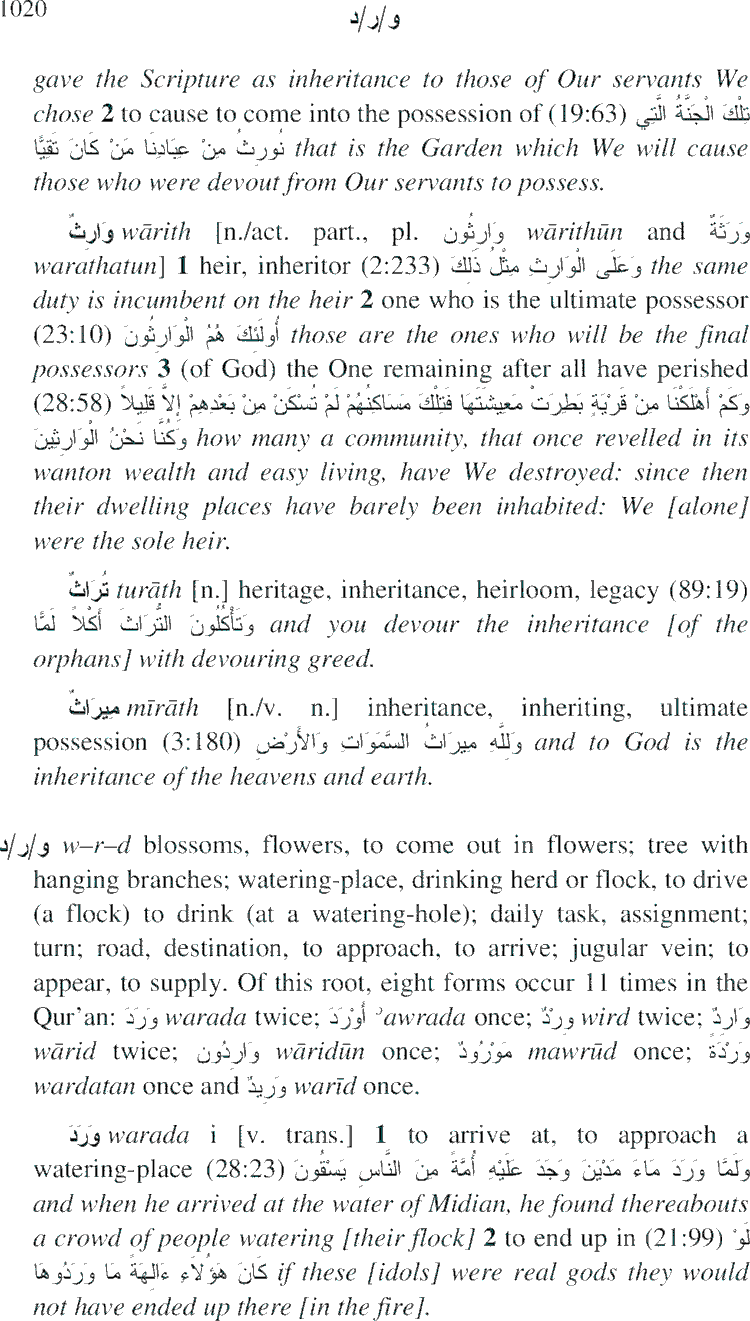 1020
و/ر/د
gave the Scripture as inheritance to those of Our servants We
chose 2 to cause to come into the possession of (19:63) تِلْكَ الْجَنَّةُ الَّتِي
نُورِثُ مِنْ عِبَادِنَا مَنْ كَانَ تَقِيًّا that is the Garden which We will cause
those who were devout from Our servants to possess.
وَارِثٌ wārith [n./act. part., pl. وَارِثُون wārithūn and وَرَثَةٌ
warathatun] 1 heir, inheritor (2:233) وَعَلَى الْوَارِثِ مِثْلُ ذَلِكَ the same
duty is incumbent on the heir 2 one who is the ultimate possessor
(23:10) أُولَئِكَ هُمُ الْوَارِثُونَ those are the ones who will be the final
possessors 3 (of God) the One remaining after all have perished
(28:58) وَكَمْ أَهْلَكْنَا مِنْ قَرْيَةٍ بَطِرَتْ مَعِيشَتَهَا فَتِلْكَ مَسَاكِنُهُمْ لَمْ تُسْكَنْ مِنْ بَعْدِهِمْ إِلاَّ قَلِيلاً
وَكُنَّا نَحْنُ الْوَارِثِينَ how many a community, that once revelled in its
wanton wealth and easy living, have We destroyed: since then
their dwelling places have barely been inhabited: We [alone]
were the sole heir.
تُرَاثٌ turāth [n.] heritage, inheritance, heirloom, legacy (89:19)
وَتَأْكُلُونَ التُّرَاثَ أَكْلاً لَمَّا and you devour the inheritance [of the
orphans] with devouring greed.
مِيرَاثٌ mīrāth [n./v. n.] inheritance, inheriting, ultimate
possession (3:180) وَلِلَّهِ مِيرَاثُ السَّمَوَاتِ وَالأَرْضِ and to God is the
inheritance of the heavens and earth.
و/ر/د w–r–d blossoms, flowers, to come out in flowers; tree with
hanging branches; watering-place, drinking herd or flock, to drive
(a flock) to drink (at a watering-hole); daily task, assignment;
turn; road, destination, to approach, to arrive; jugular vein; to
appear, to supply. Of this root, eight forms occur 11 times in the
Qur’an: وَرَدَ warada twice; أَوْرَدَ ʾawrada once; وِرْدٌ wird twice; وَارِدٌ
wārid twice; وَارِدُون wāridūn once; مَوْرُودٌ mawrūd once; وَرْدَةً
wardatan once and وَرِيدٌ warīd once.
وَرَدَ warada i [v. trans.] 1 to arrive at, to approach a
watering-place (28:23) وَلَمَّا وَرَدَ مَاءَ مَدْيَنَ وَجَدَ عَلَيْهِ أُمَّةً مِنَ النَّاسِ يَسْقُونَ
and when he arrived at the water of Midian, he found thereabouts
a crowd of people watering [their flock] 2 to end up in (21:99) لَوْ
كَانَ هَؤُلاَءِ ءَالِهَةً مَا وَرَدُوهَا if these [idols] were real gods they would
not have ended up there [in the fire].